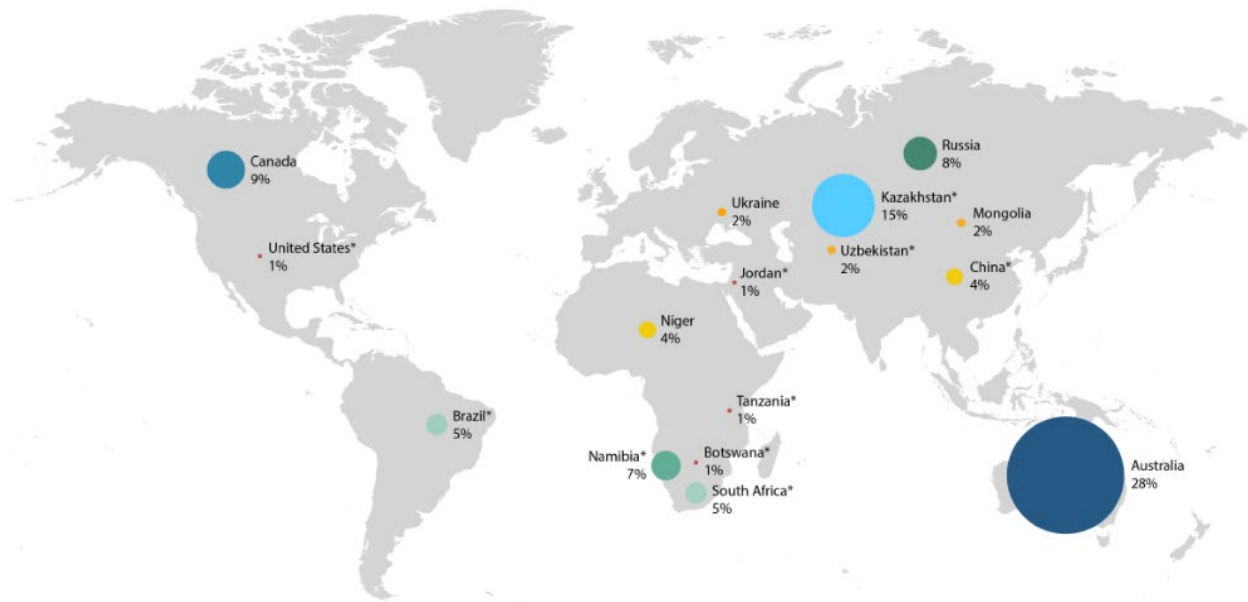 Canada
9%
United States*
1%
Brazil*
5%
Ukraine
2%
Russia
8%
Kazakhstan*
15%
Mongolia
2%
Uzbekistan*
2%
Jordan*
1%
China*
4%
Niger
4%
Tanzania*
1%
Namibia*
7%
Botswana*
1%
South Africa*
5%
Australia
28%